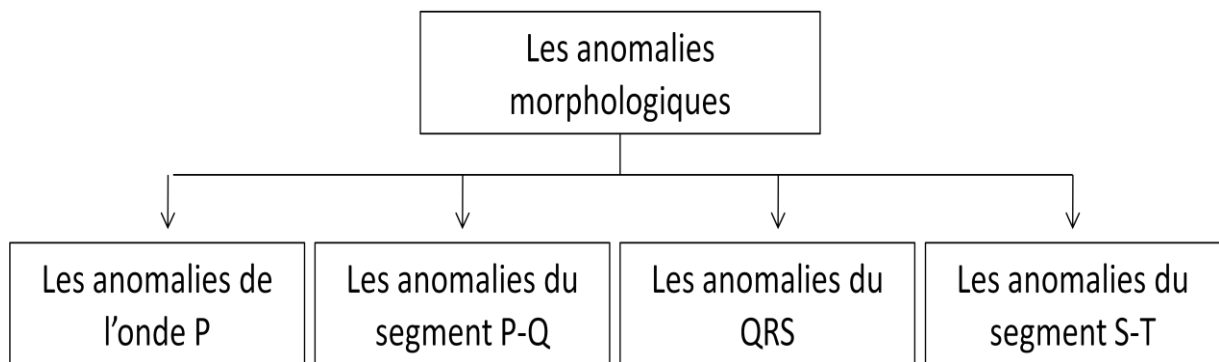 Les anomalies
morphologiques
Les anomalies de
l’onde P
Les anomalies du
segment P-Q
Les anomalies du
QRS
Les anomalies du
segment S-T